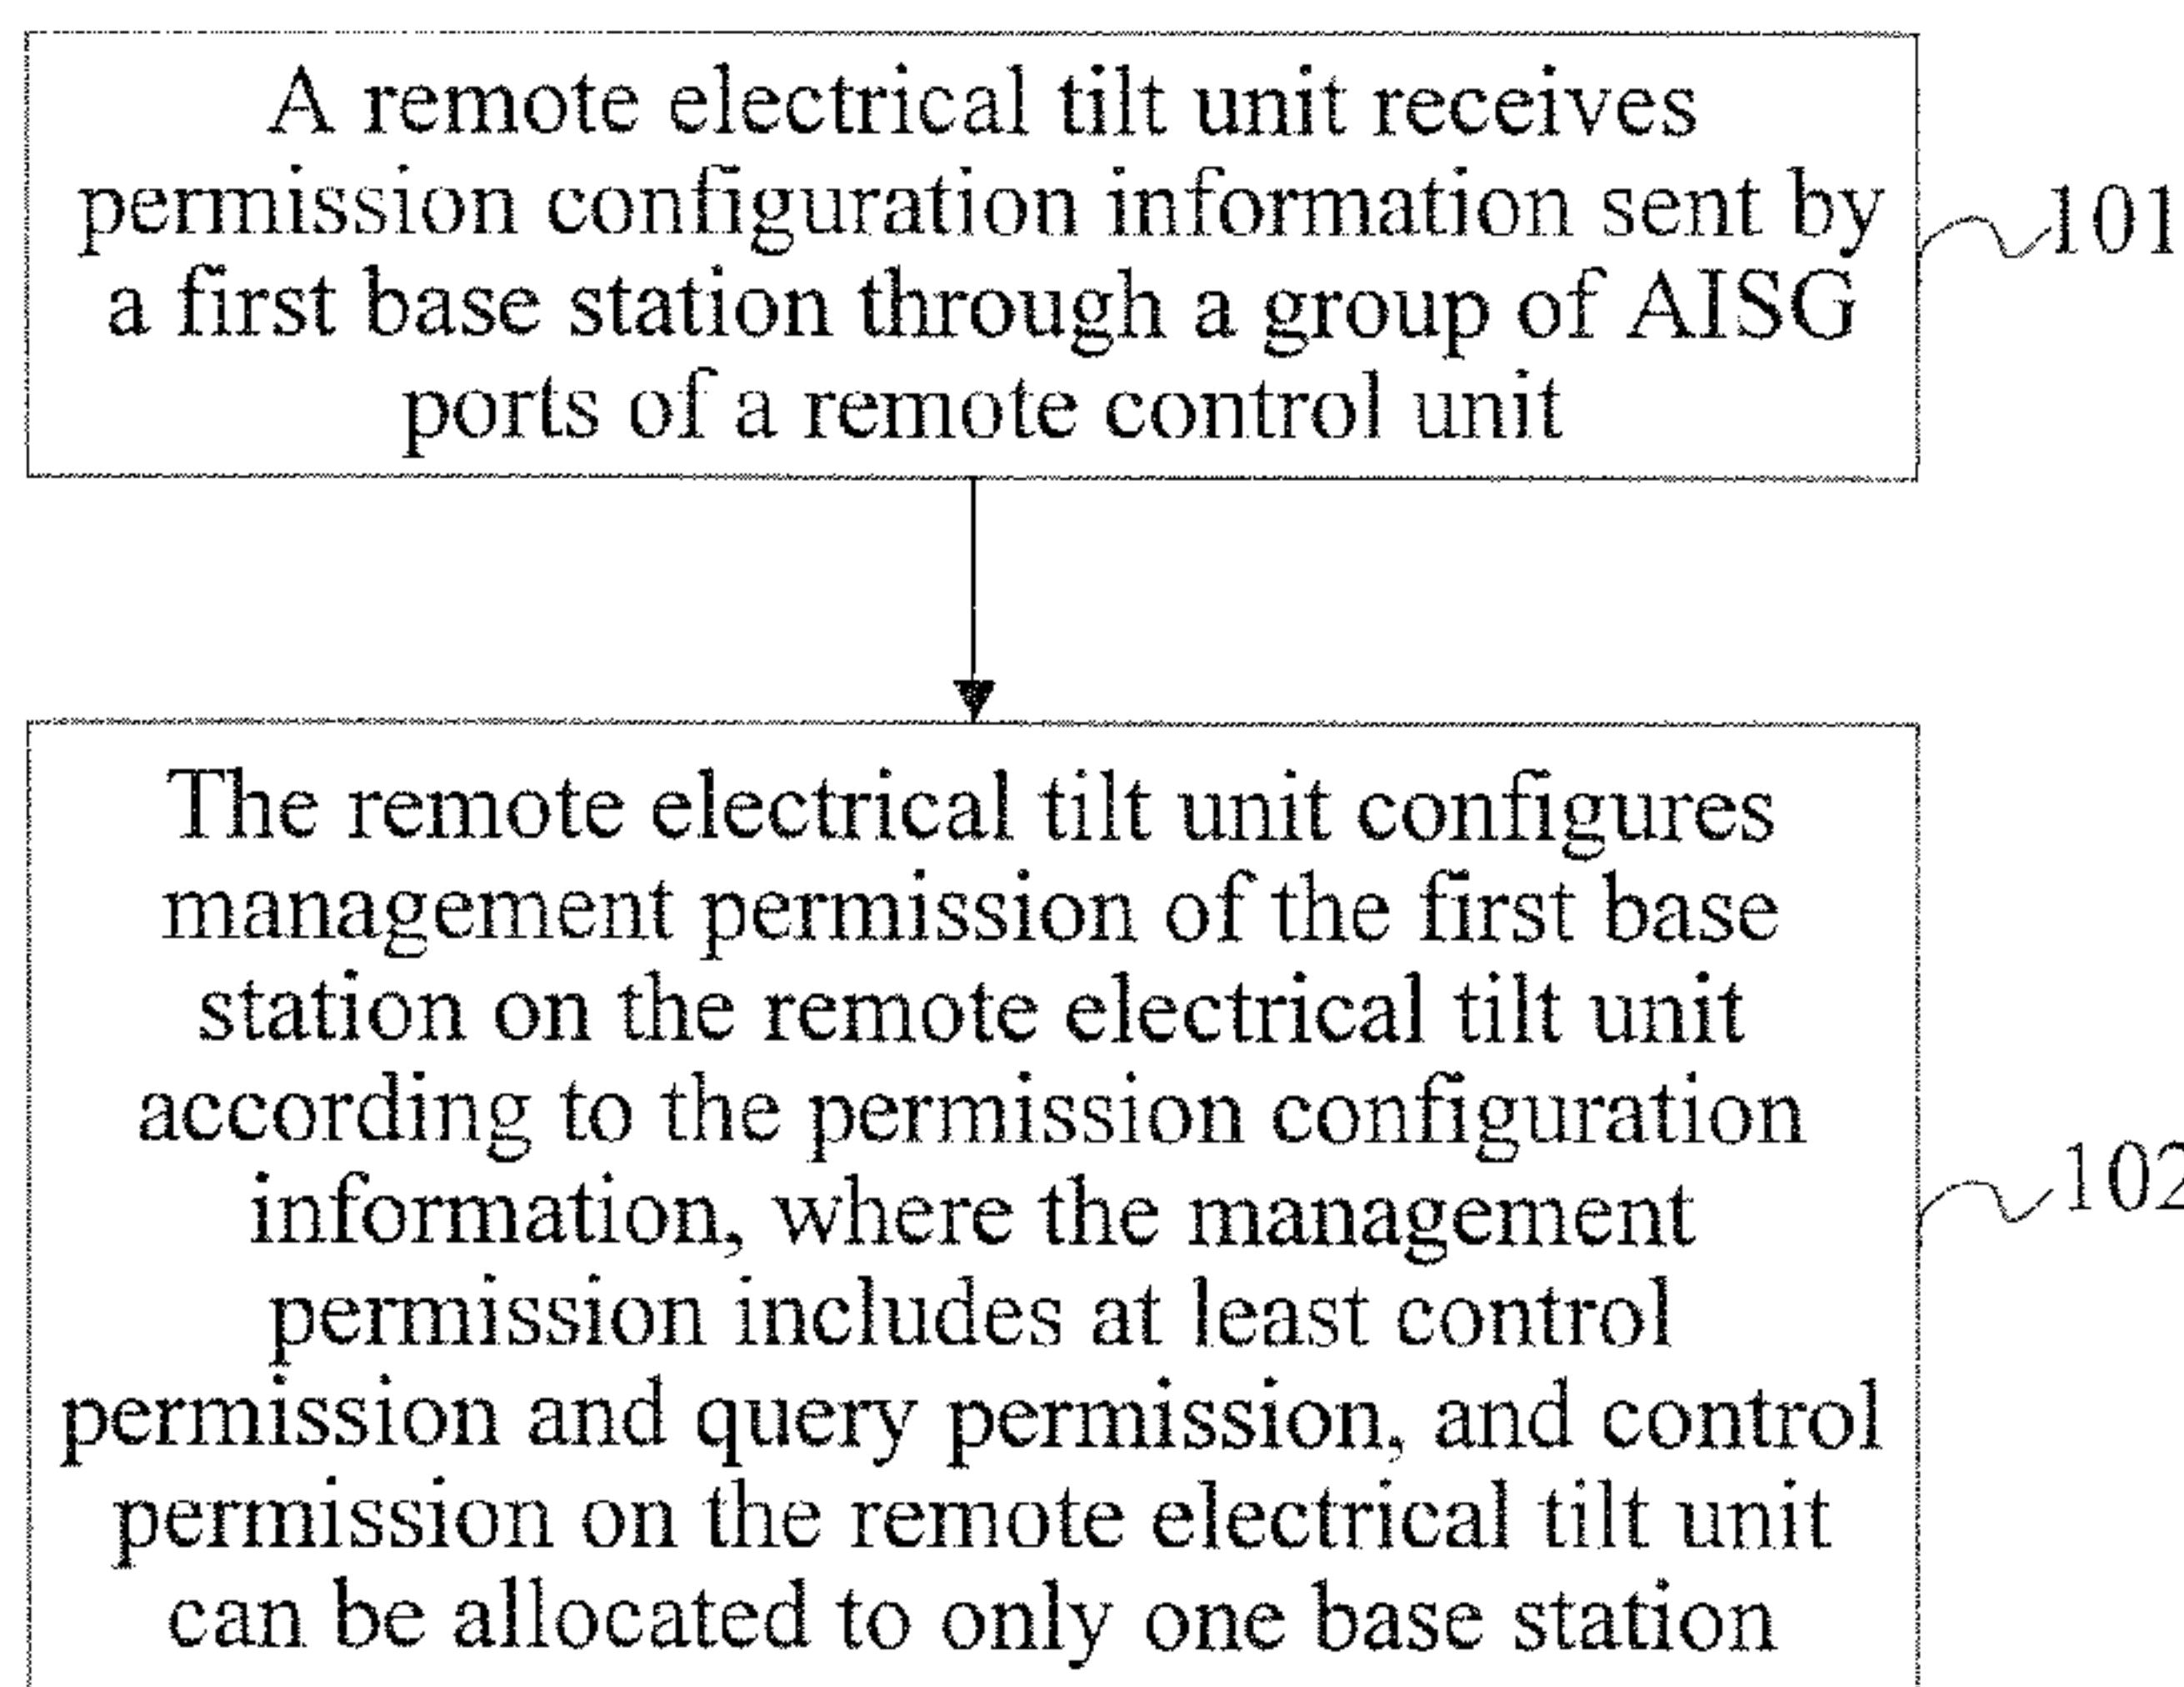 A remote electrical tilt unit receives
permission configuration information sent by
a first base station through a group of AISG
ports of a remote control unit
101
The remote electrical tilt unit configures
management permission of the first base
station on the remote electrical tilt unit
according to the permission configuration
information, where the management
permission includes at least control
permission and query permission, and control
permission on the remote electrical tilt unit
can be allocated to only one base station
102